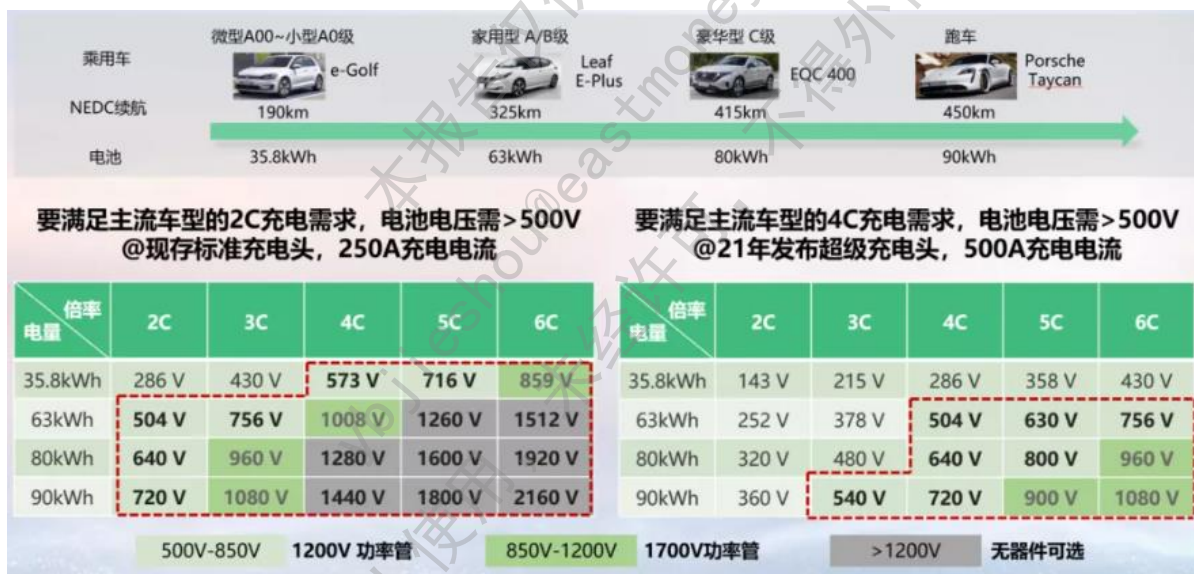 微型A00~小型A0级 家用型 A/B级 豪华型 C级 跑车
乘用车 e-Golf Leaf E-Plus EQC 400 Porsche Taycan
NEDC续航 190km 325km 415km 450km
电池 35.8kWh 63kWh 80kWh 90kWh
要满足主流车型的2C充电需求，电池电压需>500V
@现存标准充电头，250A充电电流
倍率 电量 2C 3C 4C 5C 6C
35.8kWh 286 V 430 V 573 V 716 V 859 V
63kWh 504 V 756 V 1008 V 1260 V 1512 V
80kWh 640 V 960 V 1280 V 1600 V 1920 V
90kWh 720 V 1080 V 1440 V 1800 V 2160 V
要满足主流车型的4C充电需求，电池电压需>500V
@21年发布超级充电头，500A充电电流
倍率 电量 2C 3C 4C 5C 6C
35.8kWh 143 V 215 V 286 V 358 V 430 V
63kWh 252 V 378 V 504 V 630 V 756 V
80kWh 320 V 480 V 640 V 800 V 960 V
90kWh 360 V 540 V 720 V 900 V 1080 V
500V-850V 1200V 功率管 850V-1200V 1700V功率管 >1200V 无器件可选